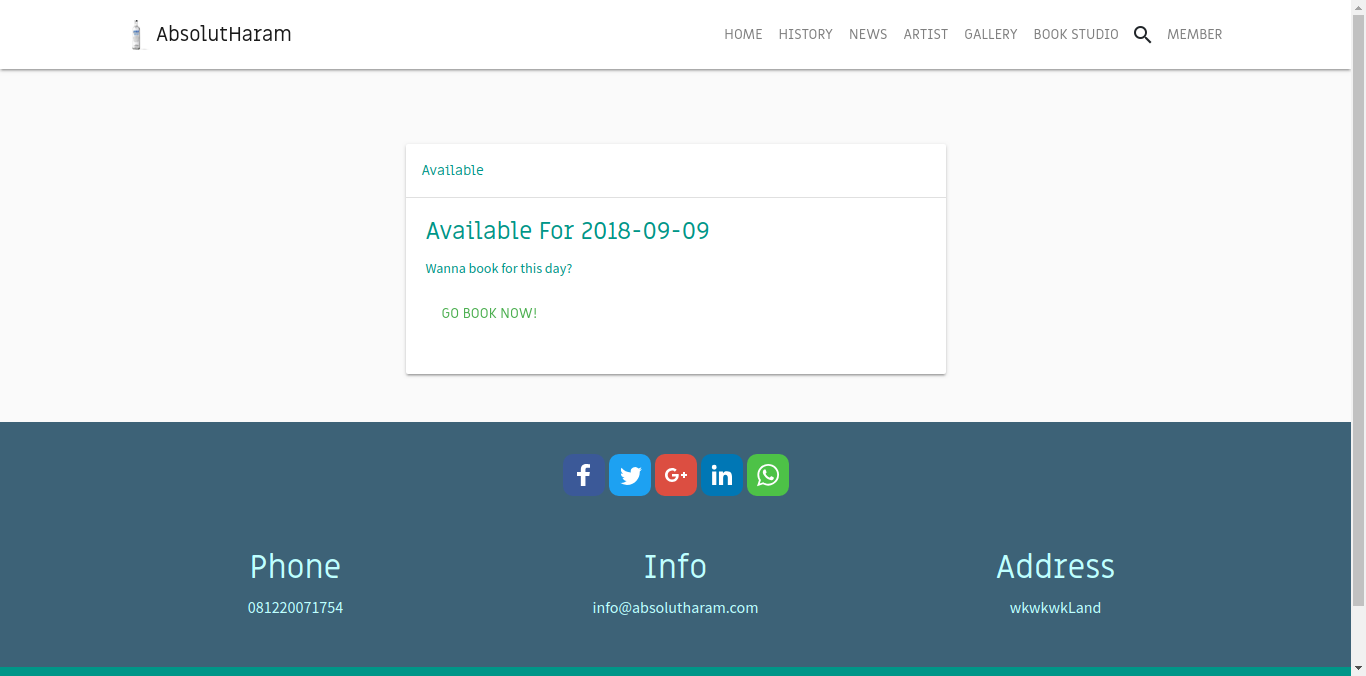 AbsolutHaram
HOME HISTORY NEWS ARTIST GALLERY BOOK STUDIO MEMBER
Available
Available For 2018-09-09
Wanna book for this day?
GO BOOK NOW!
f G+ in
Phone Info Address
081220071754 info@absolutharam.com wkwkwkLand